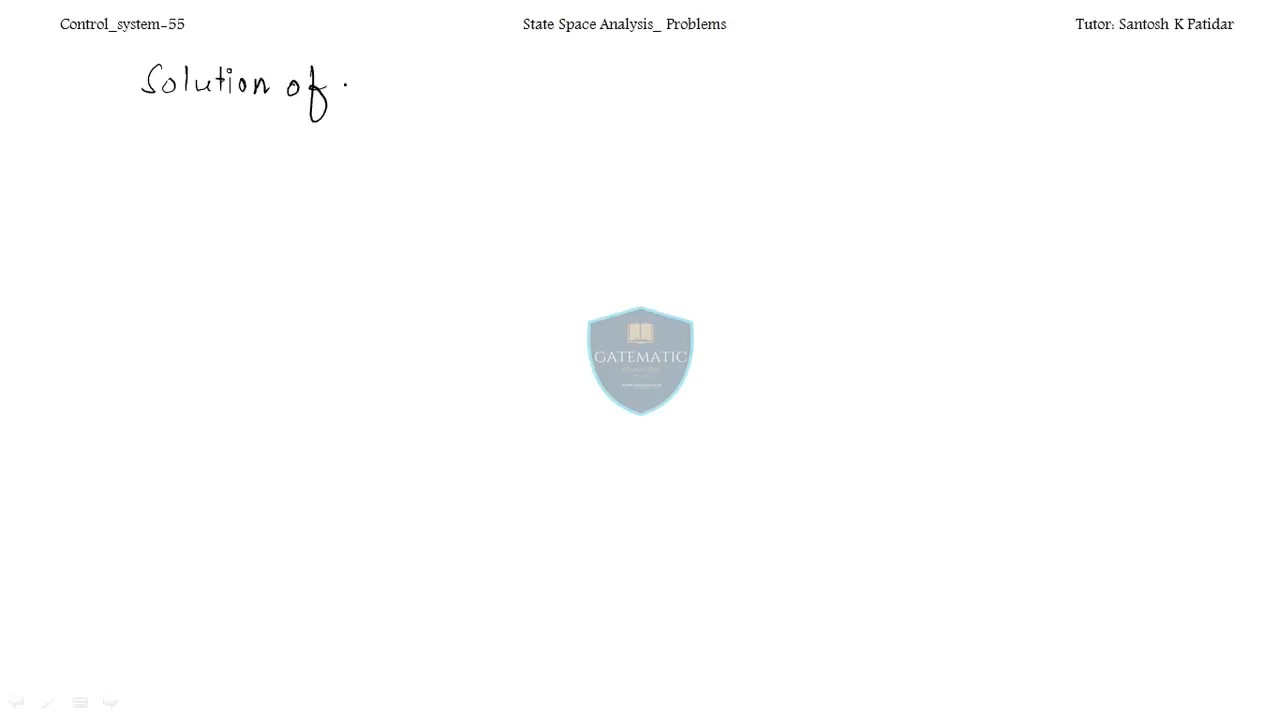 Control_system-55 State Space Analysis_ Problems Tutor: Santosh K Patidar
Solution of
GATEMATIC